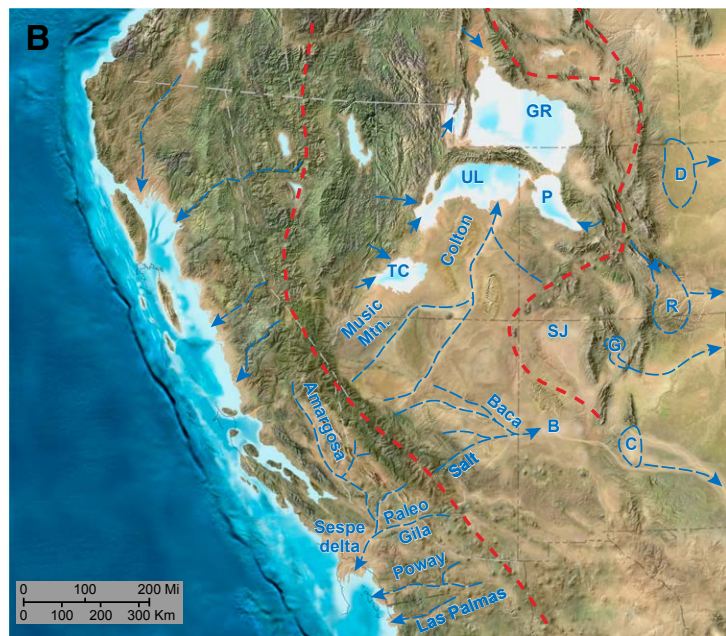 B
GR
D
UL
P
Colton
TC
Music
Mtn.
R
SJ
G
Amargosa
Baca
B
C
Salt
Paleo
Gila
Sespe
delta
Poway
Las Palmas
0 100 200 Mi
0 100 200 300 Km